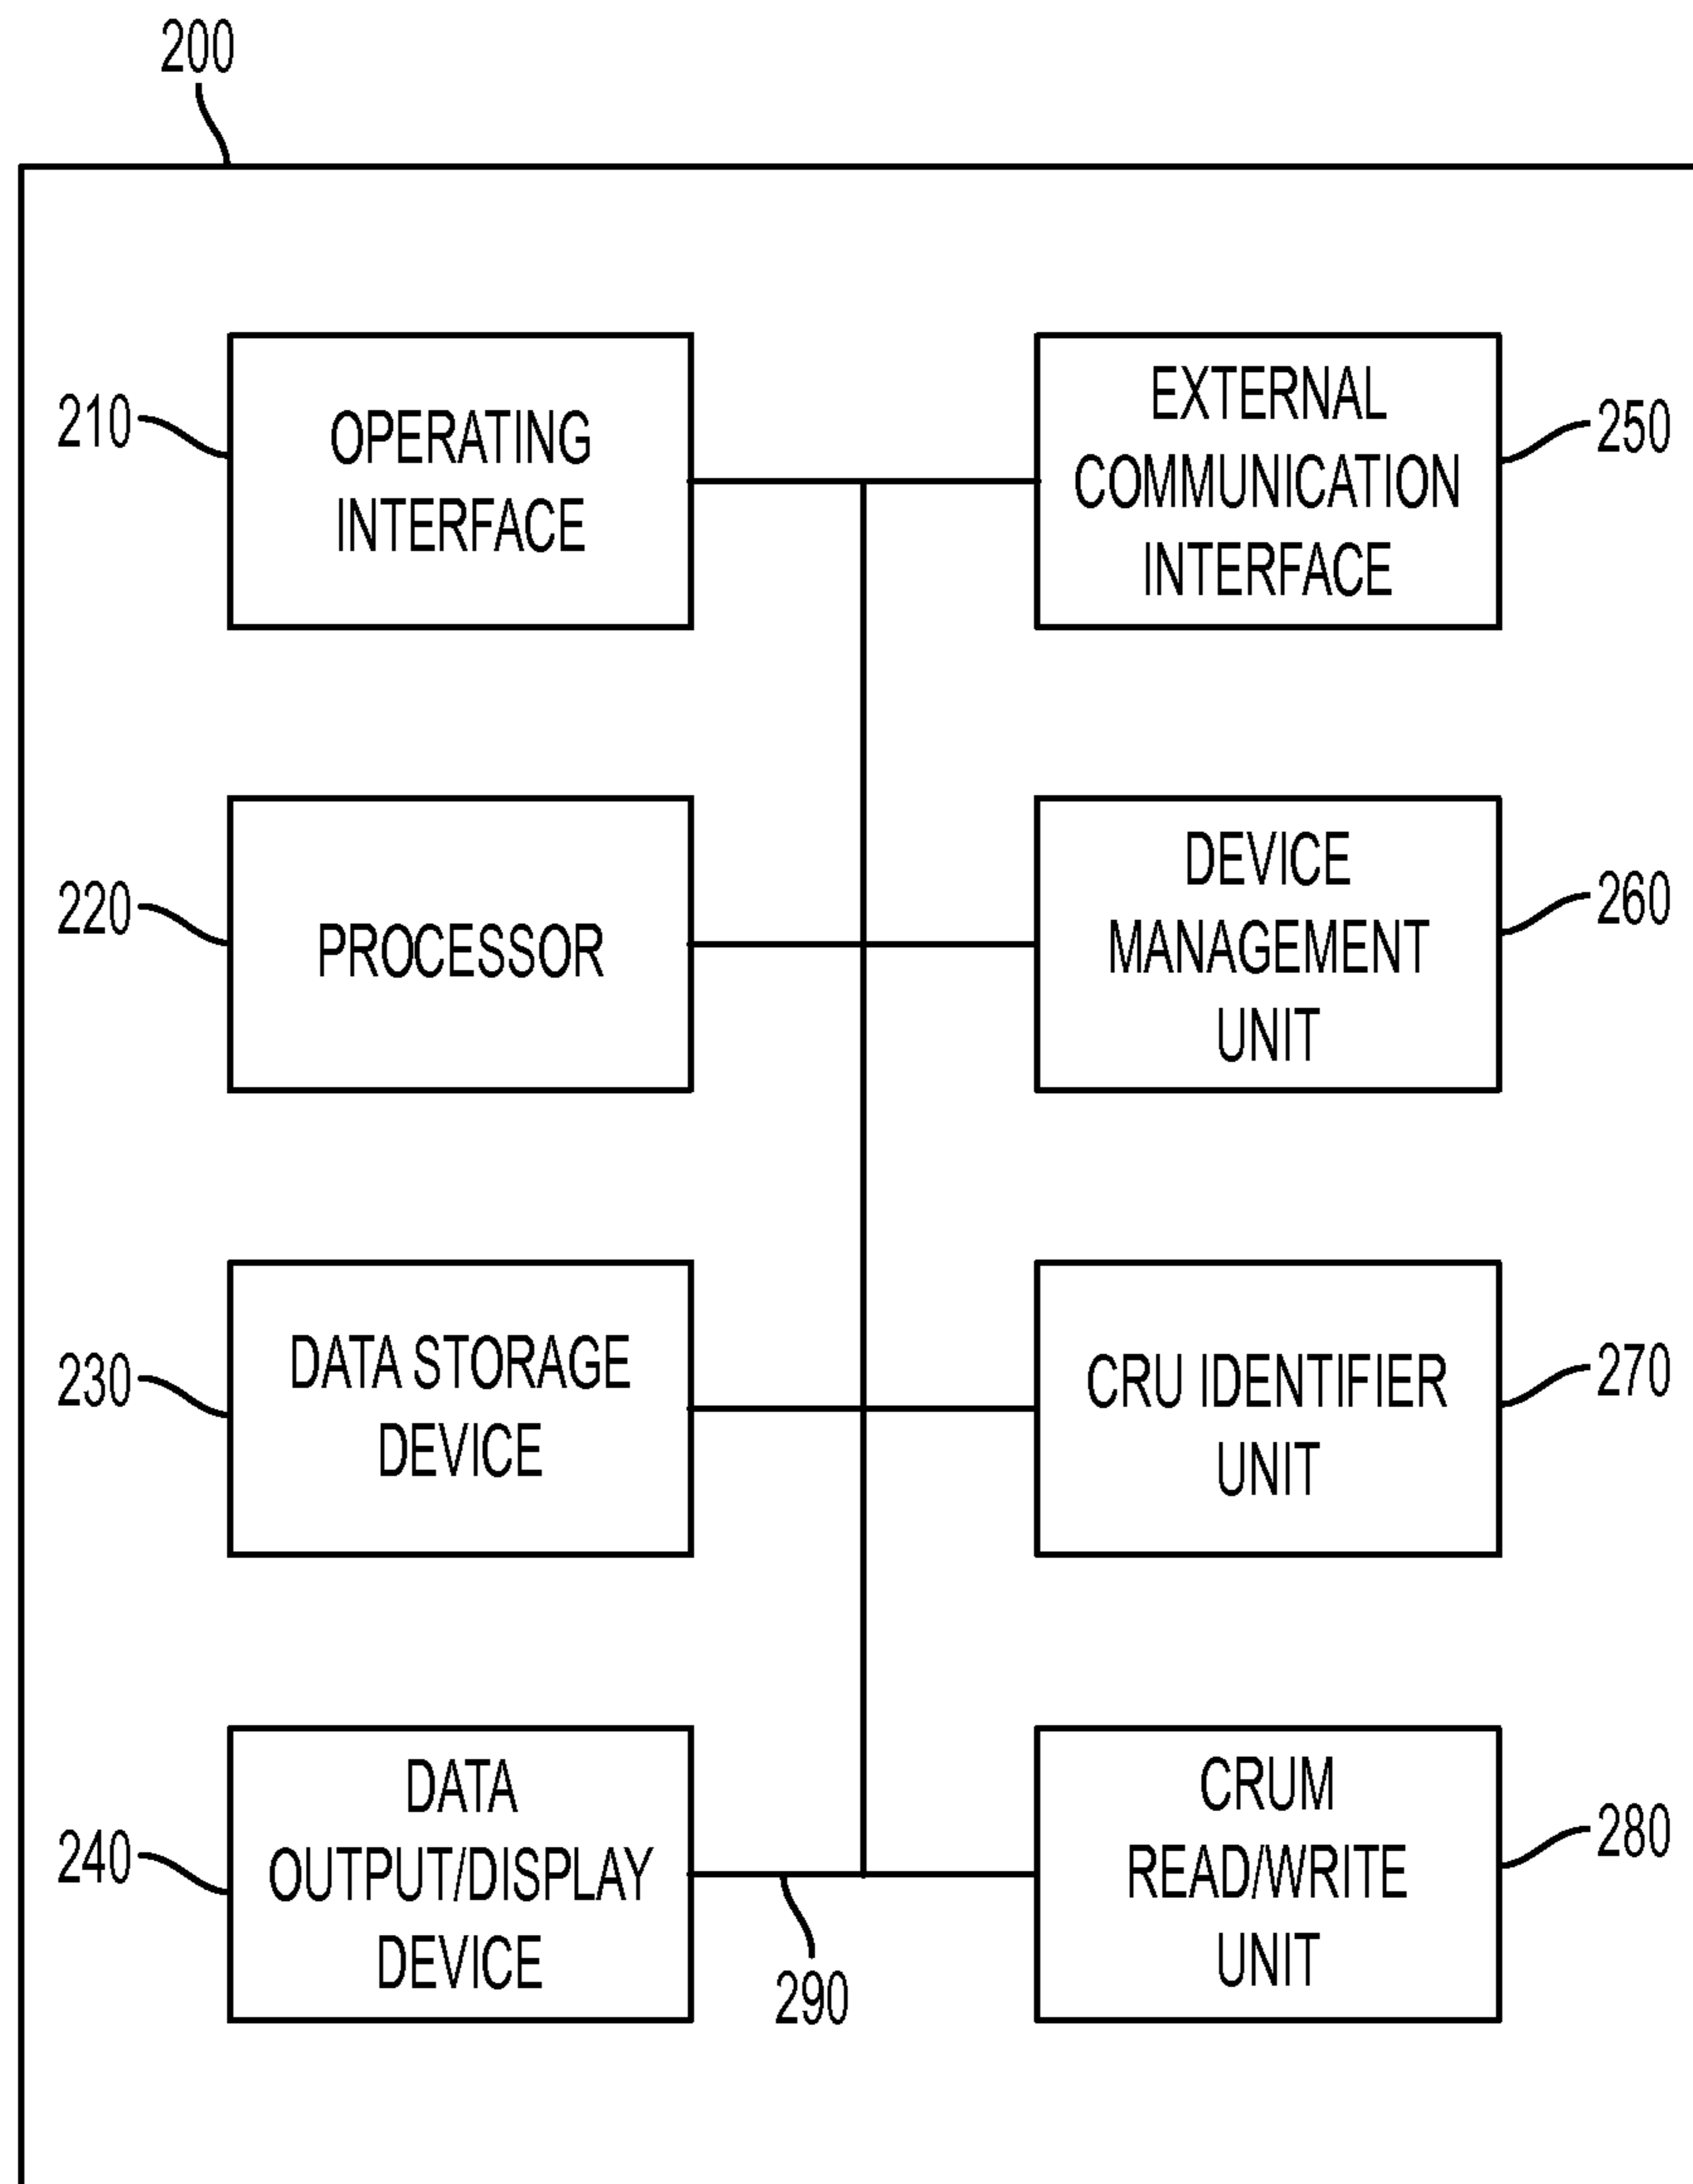 200
210
OPERATING
INTERFACE
EXTERNAL
COMMUNICATION
INTERFACE
250
220
PROCESSOR
DEVICE
MANAGEMENT
UNIT
260
230
DATA STORAGE
DEVICE
CRU IDENTIFIER
UNIT
270
240
DATA
OUTPUT/DISPLAY
DEVICE
290
CRUM
READ/WRITE
UNIT
280